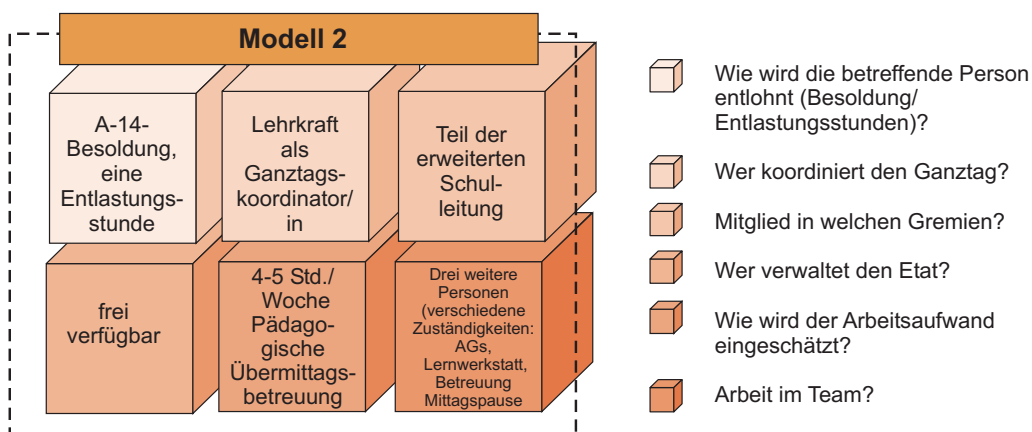 Modell 2
A-14-
Besoldung,
eine
Entlastungs-
stunde
Lehrkraft
als
Ganztags-
koordinator/
in
Teil der
erweiterten
Schul-
leitung
frei
verfügbar
4-5 Std./
Woche
Pädago-
gische
Übermittags-
betreuung
Drei weitere
Personen
(verschiedene
Zuständigkeiten:
AGs,
Lernwerkstatt,
Betreuung
Mittagspause
Wie wird die betreffende Person
entlohnt (Besoldung/
Entlastungsstunden)?
Wer koordiniert den Ganztag?
Mitglied in welchen Gremien?
Wer verwaltet den Etat?
Wie wird der Arbeitsaufwand
eingeschätzt?
Arbeit im Team?